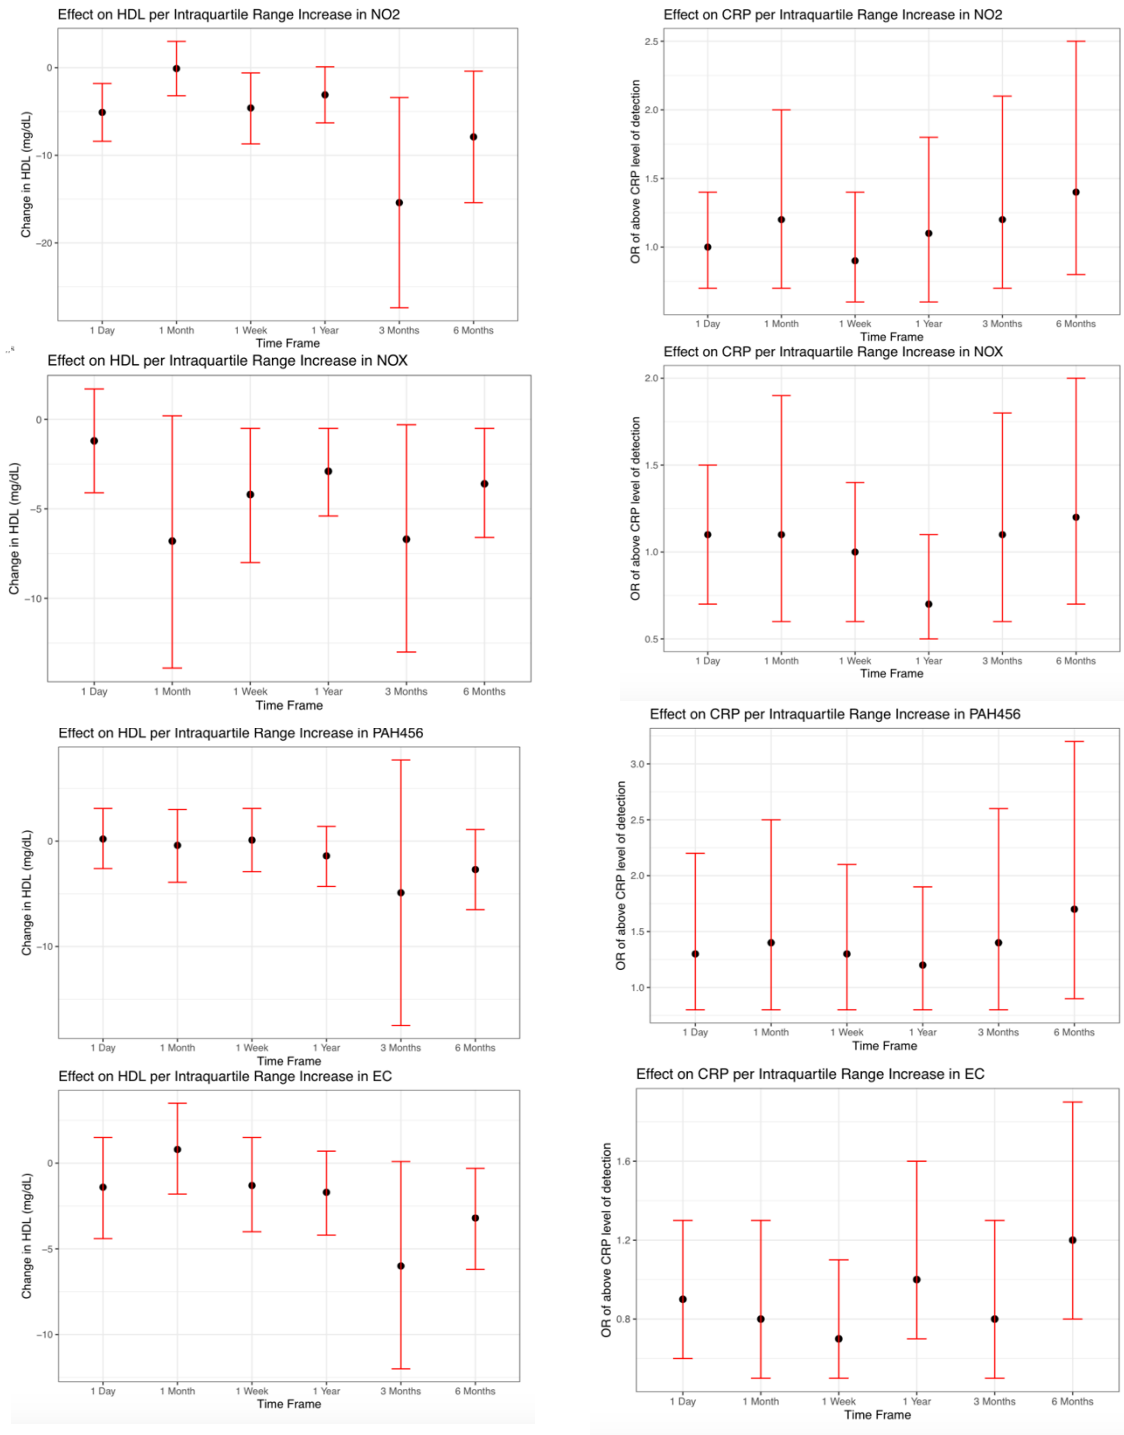 Effect on HDL per Intraquartile Range Increase in NO2
Change in HDL (mg/dL)
0
−10
−20
1 Day 1 Month 1 Week 1 Year 3 Months 6 Months
Time Frame
Effect on CRP per Intraquartile Range Increase in NO2
OR of above CRP level of detection
2.5
2.0
1.5
1.0
1 Day 1 Month 1 Week 1 Year 3 Months 6 Months
Time Frame
Effect on HDL per Intraquartile Range Increase in NOX
Change in HDL (mg/dL)
0
−5
−10
1 Day 1 Month 1 Week 1 Year 3 Months 6 Months
Time Frame
Effect on CRP per Intraquartile Range Increase in NOX
OR of above CRP level of detection
2.0
1.5
1.0
0.5
1 Day 1 Month 1 Week 1 Year 3 Months 6 Months
Time Frame
Effect on HDL per Intraquartile Range Increase in PAH456
Change in HDL (mg/dL)
0
−10
1 Day 1 Month 1 Week 1 Year 3 Months 6 Months
Time Frame
Effect on CRP per Intraquartile Range Increase in PAH456
OR of above CRP level of detection
3.0
2.5
2.0
1.5
1.0
1 Day 1 Month 1 Week 1 Year 3 Months 6 Months
Time Frame
Effect on HDL per Intraquartile Range Increase in EC
Change in HDL (mg/dL)
0
−5
−10
1 Day 1 Month 1 Week 1 Year 3 Months 6 Months
Time Frame
Effect on CRP per Intraquartile Range Increase in EC
OR of above CRP level of detection
1.6
1.2
0.8
1 Day 1 Month 1 Week 1 Year 3 Months 6 Months
Time Frame